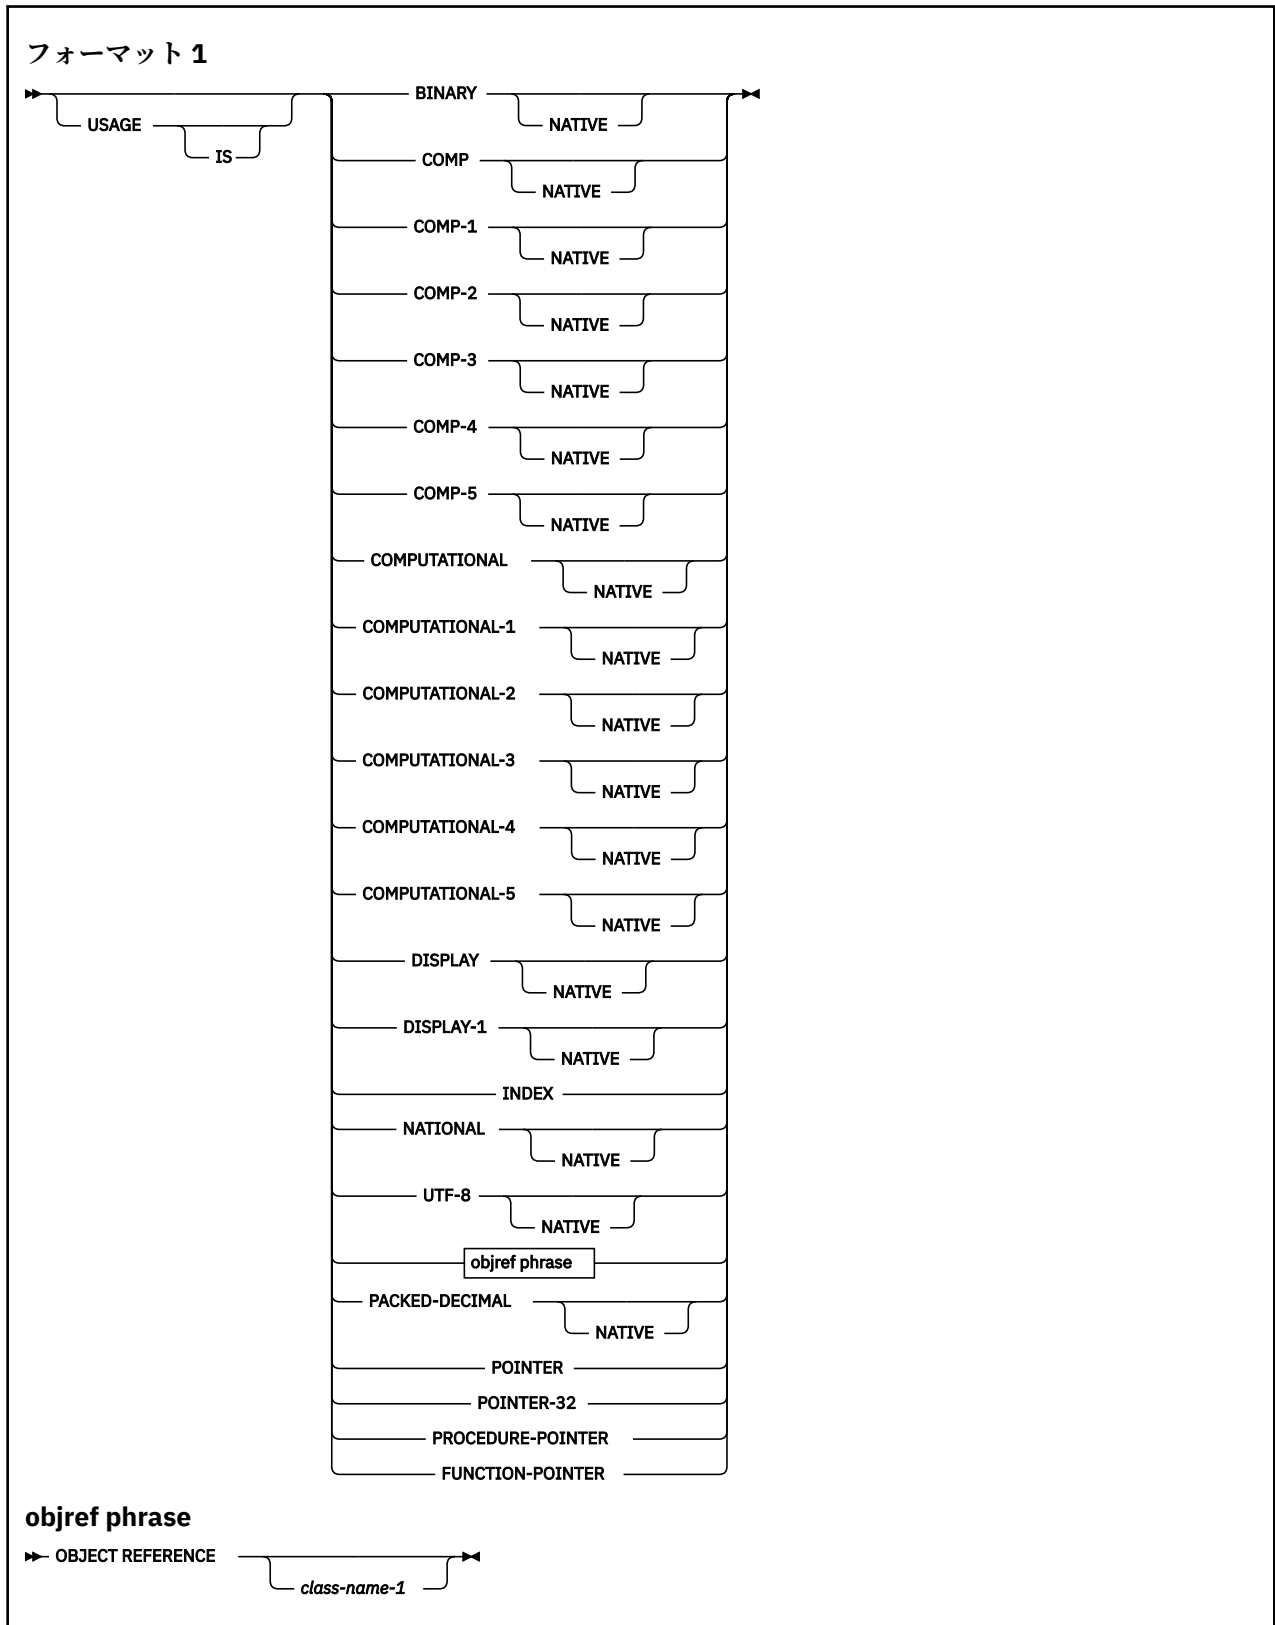 フォーマット 1
BINARY
USAGE NATIVE
IS
COMP
NATIVE
COMP-1
NATIVE
COMP-2
NATIVE
COMP-3
NATIVE
COMP-4
NATIVE
COMP-5
NATIVE
COMPUTATIONAL
NATIVE
COMPUTATIONAL-1
NATIVE
COMPUTATIONAL-2
NATIVE
COMPUTATIONAL-3
NATIVE
COMPUTATIONAL-4
NATIVE
COMPUTATIONAL-5
NATIVE
DISPLAY
NATIVE
DISPLAY-1
NATIVE
INDEX
NATIONAL
NATIVE
UTF-8
NATIVE
objref phrase
PACKED-DECIMAL
NATIVE
POINTER
POINTER-32
PROCEDURE-POINTER
FUNCTION-POINTER
objref phrase
OBJECT REFERENCE
class-name-1